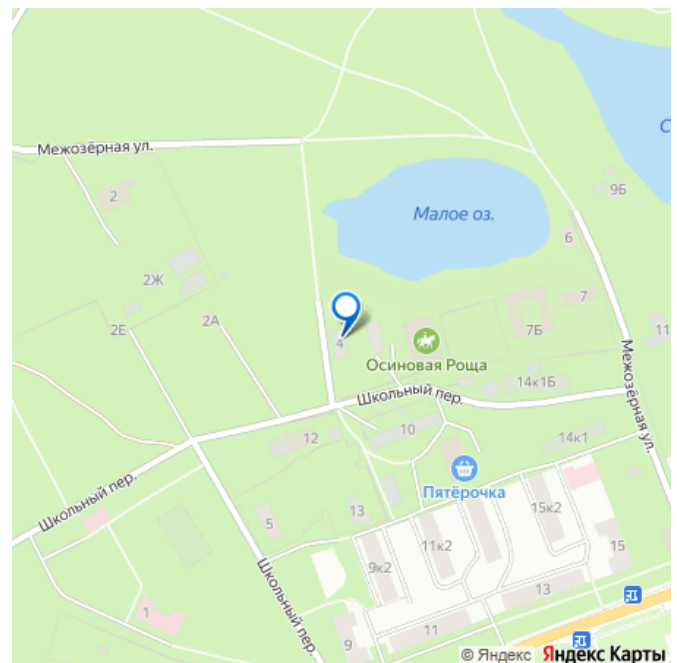 С
Межозёрная ул.
9Б
2
Малое оз.
6
2Ж
7
2А
2Е
4
7Б
11
Осиновая Роща
Межозёрная ул.
14к1Б
Школьный пер.
10
12
14к1
Пятёрочка
Школьный пер.
13
15к2
5
11к2
15
9к2
Школьный пер.
13
1
11
9
© Яндекс Яндекс Карты